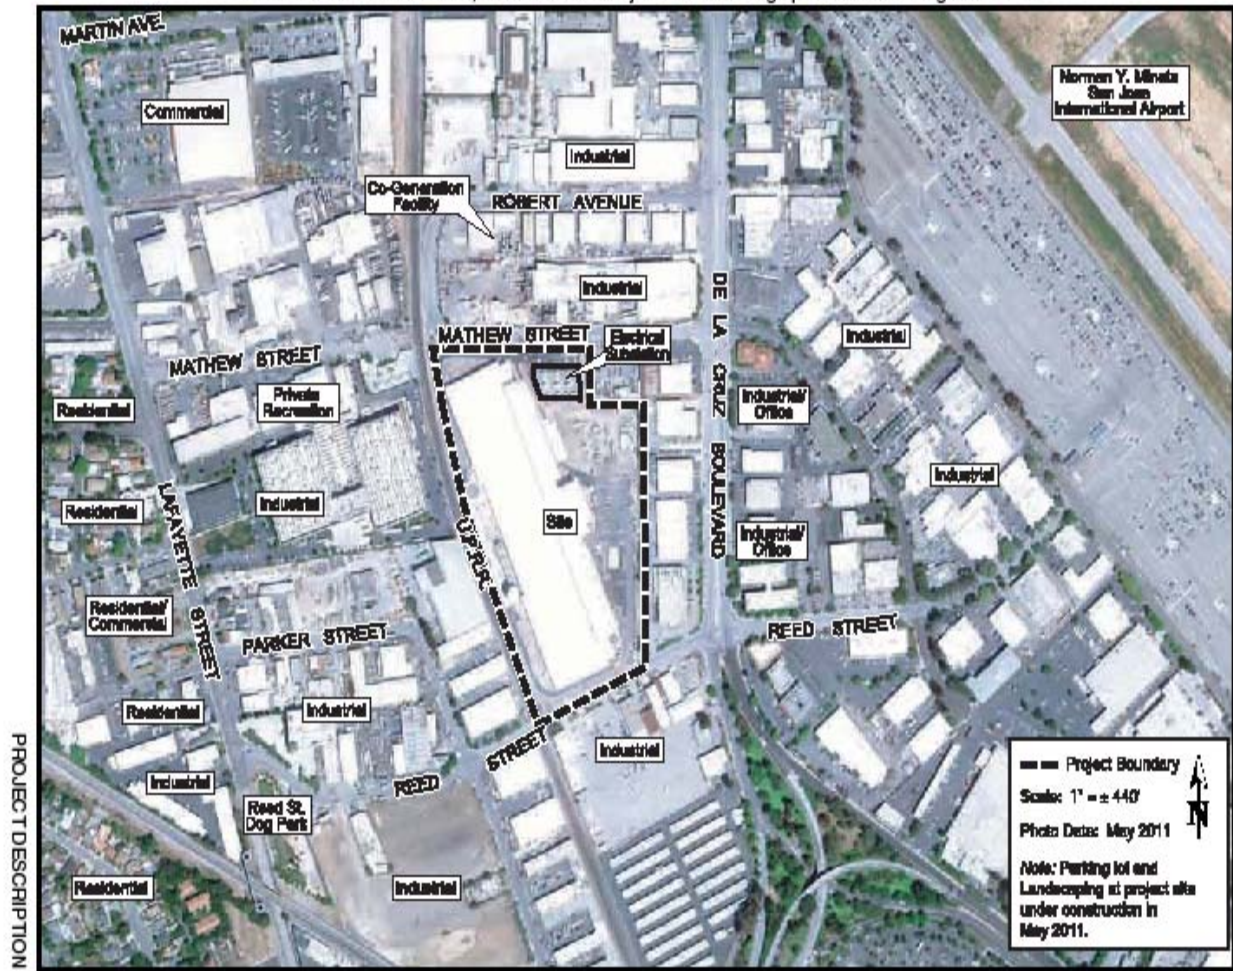 MARTIN AVE.
Norman Y. Mineta
San Jose
International Airport
Commercial
Industrial
Co-Generation
Facility
ROBERT AVENUE
Industrial
DE LA CRUZ BOULEVARD
MATHEW STREET
Electrical
Substation
Industrial
MATHEW STREET
Private
Recreation
Residential
Industrial/
Office
Industrial
Residential
Industrial
LAFAYETTE STREET
Site
U.P.R.R.
Industrial/
Office
Residential/
Commercial
PARKER STREET
REED STREET
Residential
Industrial
Industrial
REED STREET
Industrial
Reed St.
Dog Park
Residential
Industrial
Project Boundary
Scale: 1" = ± 440'
Photo Date: May 2011
N
Note: Parking lot and
Landscaping at project site
under construction in
May 2011.
PROJECT DESCRIPTION